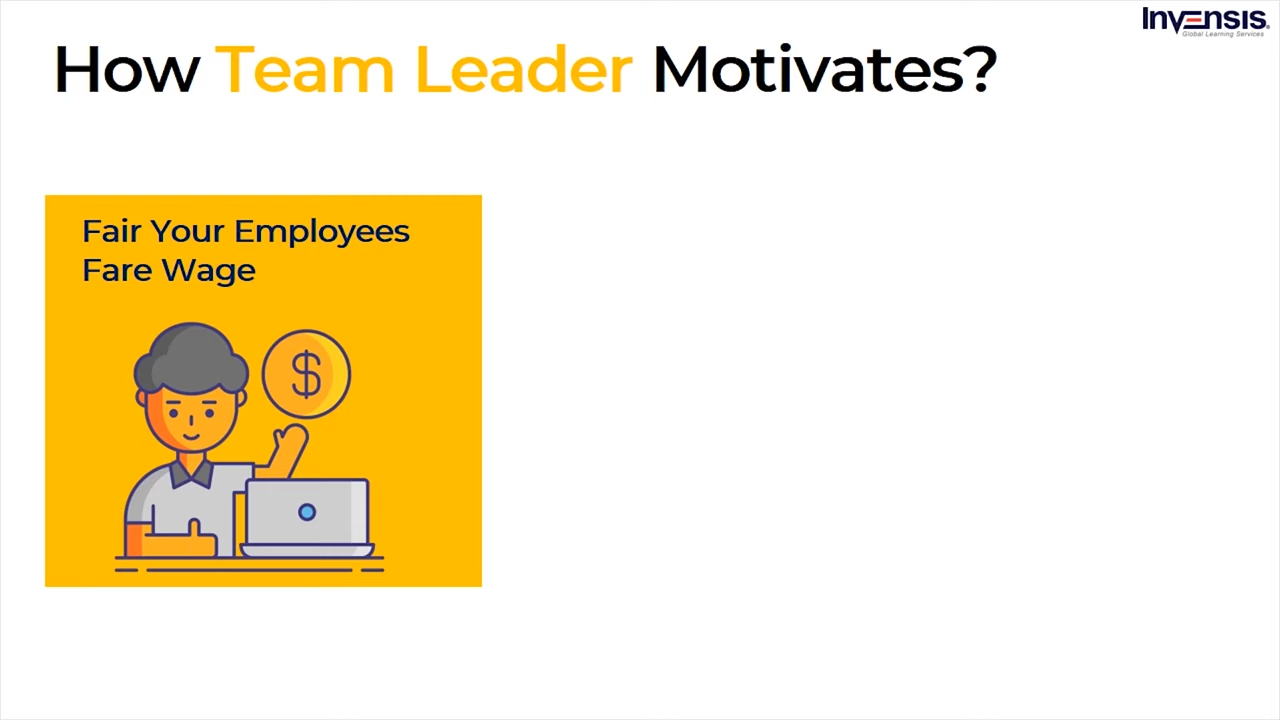 Invensis®
Global Learning Services
How Team Leader Motivates?
Fair Your Employees
Fare Wage
$